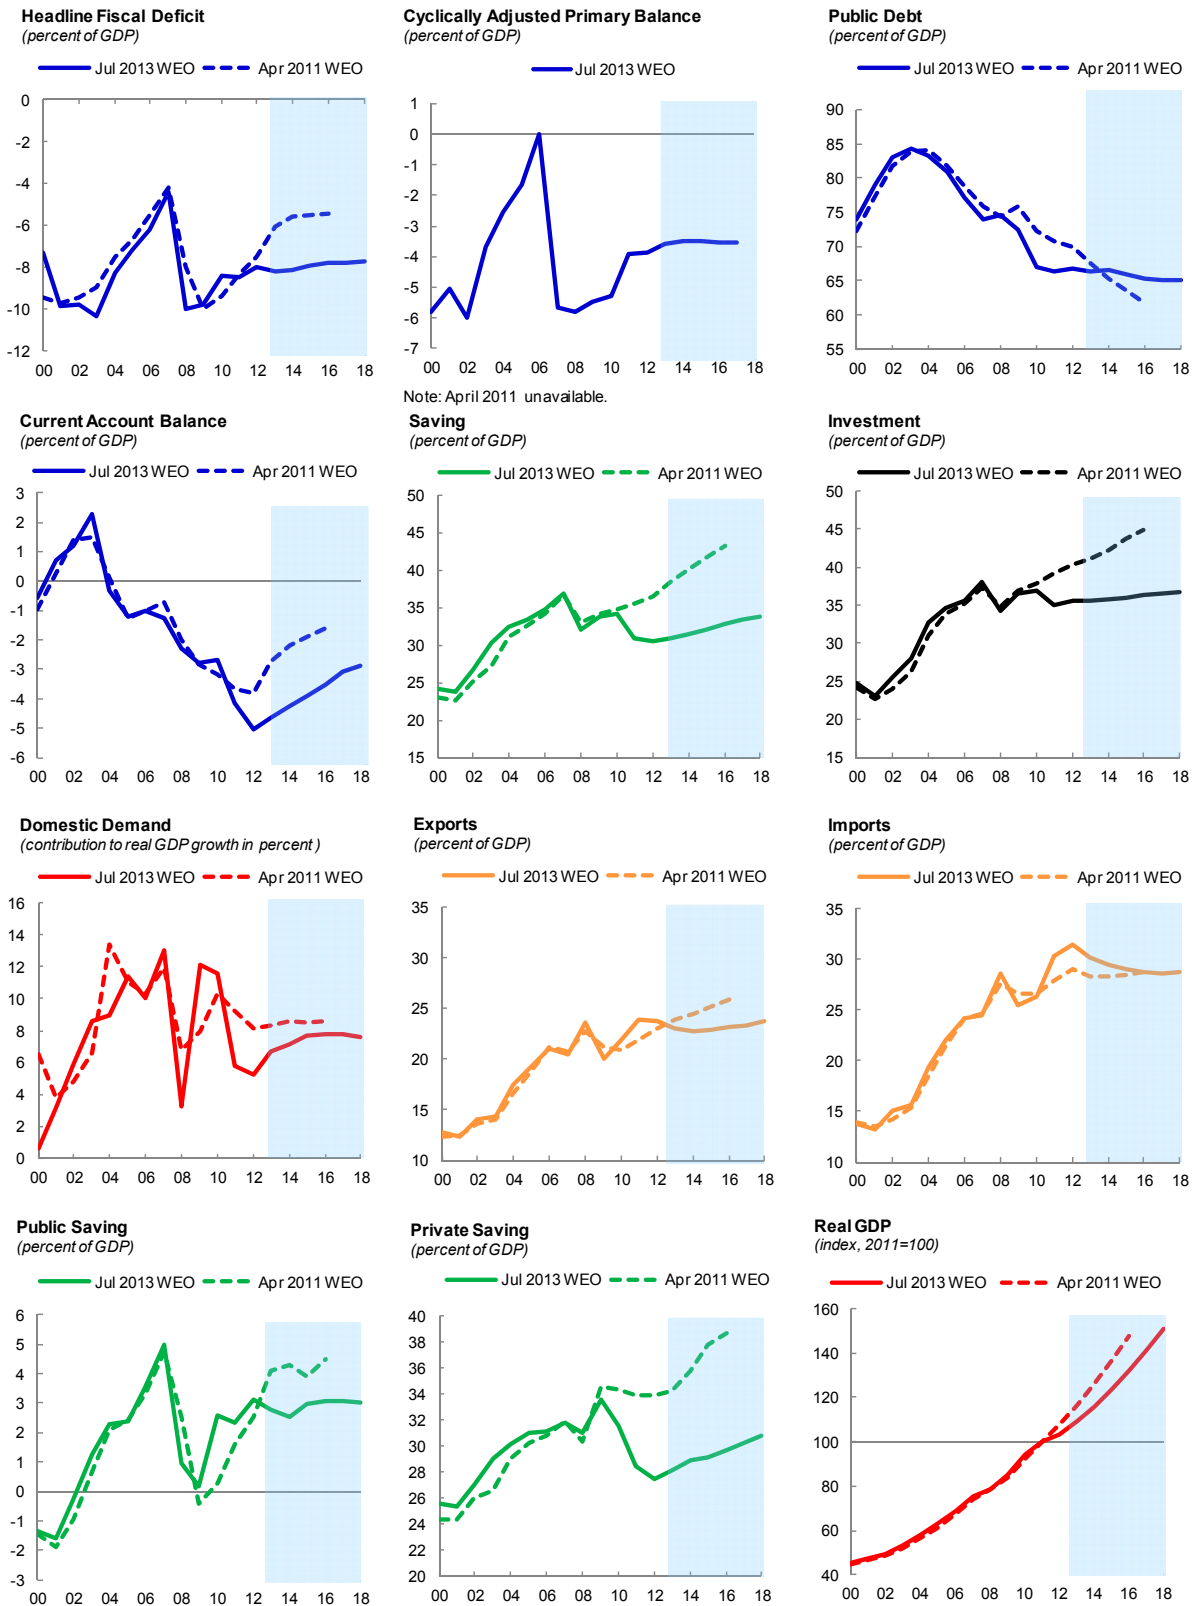 Headline Fiscal Deficit
(percent of GDP)
Jul 2013 WEO Apr 2011 WEO
0
-2
-4
-6
-8
-10
-12
00 02 04 06 08 10 12 14 16 18
Cyclically Adjusted Primary Balance
(percent of GDP)
Jul 2013 WEO
1
0
-1
-2
-3
-4
-5
-6
-7
00 02 04 06 08 10 12 14 16 18
Note: April 2011 unavailable.
Public Debt
(percent of GDP)
Jul 2013 WEO Apr 2011 WEO
90
85
80
75
70
65
60
55
00 02 04 06 08 10 12 14 16 18
Current Account Balance
(percent of GDP)
Jul 2013 WEO Apr 2011 WEO
3
2
1
0
-1
-2
-3
-4
-5
-6
00 02 04 06 08 10 12 14 16 18
Saving
(percent of GDP)
Jul 2013 WEO Apr 2011 WEO
50
45
40
35
30
25
20
15
00 02 04 06 08 10 12 14 16 18
Investment
(percent of GDP)
Jul 2013 WEO Apr 2011 WEO
50
45
40
35
30
25
20
15
00 02 04 06 08 10 12 14 16 18
Domestic Demand
(contribution to real GDP growth in percent )
Jul 2013 WEO Apr 2011 WEO
16
14
12
10
8
6
4
2
0
00 02 04 06 08 10 12 14 16 18
Exports
(percent of GDP)
Jul 2013 WEO Apr 2011 WEO
35
30
25
20
15
10
00 02 04 06 08 10 12 14 16 18
Imports
(percent of GDP)
Jul 2013 WEO Apr 2011 WEO
35
30
25
20
15
10
00 02 04 06 08 10 12 14 16 18
Public Saving
(percent of GDP)
Jul 2013 WEO Apr 2011 WEO
6
5
4
3
2
1
0
-1
-2
-3
00 02 04 06 08 10 12 14 16 18
Private Saving
(percent of GDP)
Jul 2013 WEO Apr 2011 WEO
40
38
36
34
32
30
28
26
24
22
20
00 02 04 06 08 10 12 14 16 18
Real GDP
(index, 2011=100)
Jul 2013 WEO Apr 2011 WEO
160
140
120
100
80
60
40
00 02 04 06 08 10 12 14 16 18